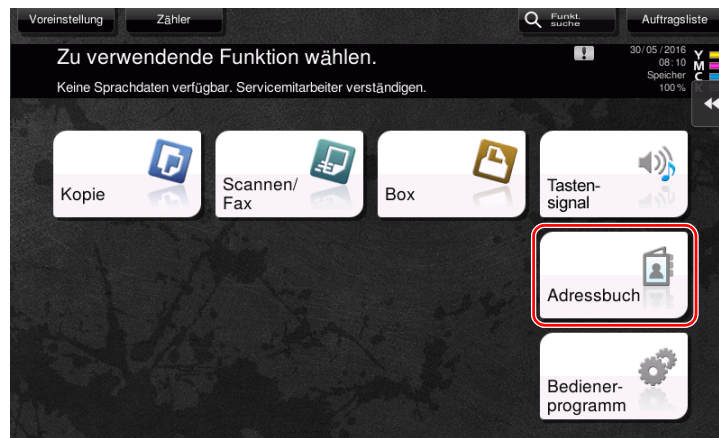 Voreinstellung
Zähler
Funkt.
suche
Auftragsliste
Zu verwendende Funktion wählen.
Keine Sprachdaten verfügbar. Servicemitarbeiter verständigen.
30/05/2016
08:10
Speicher
100 %
Y
M
C
K
Kopie
Scannen/
Fax
Box
Tasten-
signal
Adressbuch
Bediener-
programm